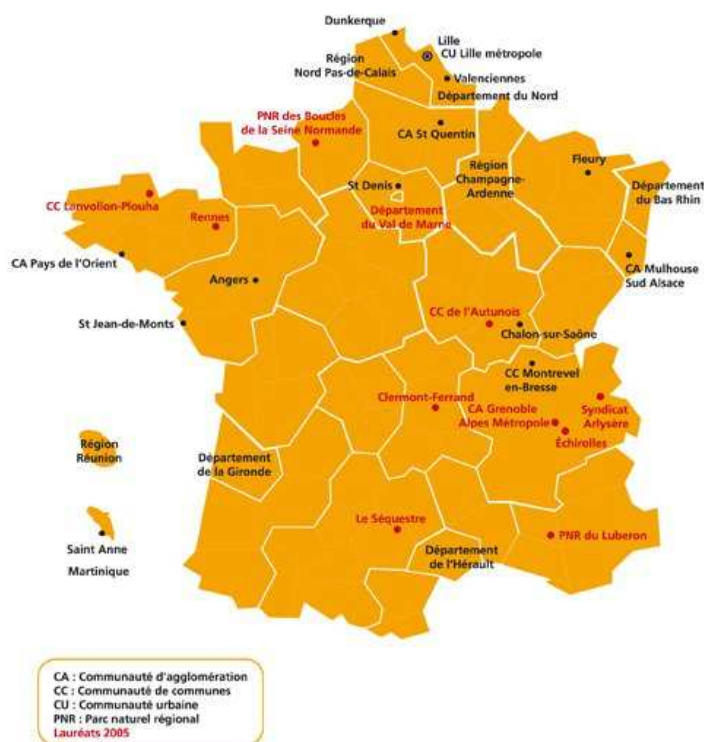 Dunkerque
Lille
CU Lille métropole
Région
Nord Pas-de-Calais
Valenciennes
Département du Nord
PNR des Boucles
de la Seine Normande
CA St Quentin
Fleury
St Denis
Région
Champagne-
Ardenne
Département
du Bas Rhin
CC Lanvollon-Plouha
Rennes
Département
du Val de Marne
CA Pays de l'Orient
Angers
CA Mulhouse
Sud Alsace
St Jean-de-Monts
CC de l'Autunois
Chalon-sur-Saône
CC Montrevel
en-Bresse
Clermont-Ferrand
CA Grenoble
Alpes Métropole
Syndicat
Arlysère
Échirolles
Région
Réunion
Département
de la Gironde
Le Séquestre
PNR du Luberon
Saint Anne
Martinique
Département
de l'Hérault
CA : Communauté d'agglomération
CC : Communauté de communes
CU : Communauté urbaine
PNR : Parc naturel régional
Lauréats 2005